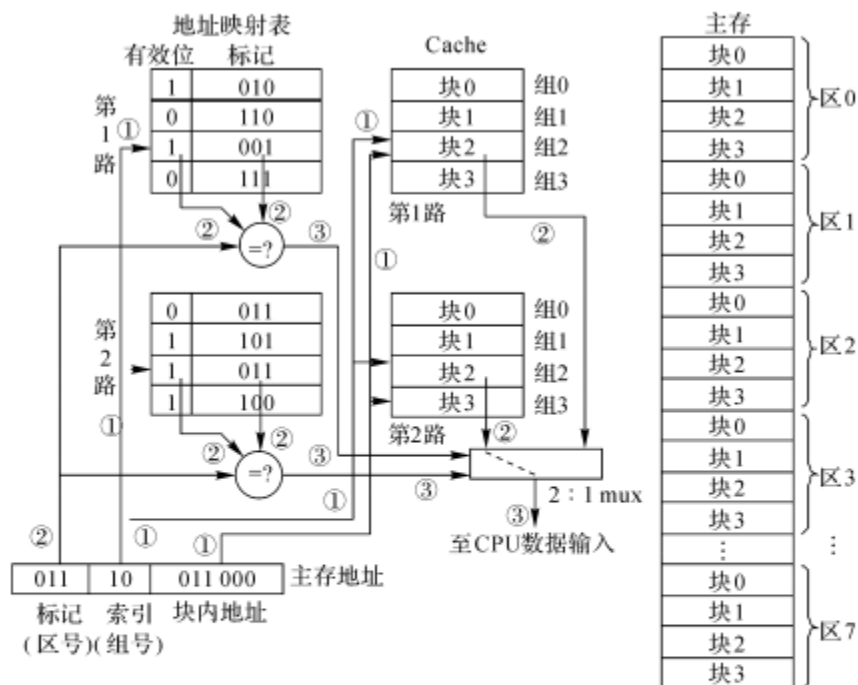 地址映射表
有效位 标记
第1路
①
1 010
0 110
1 001
0 111
② ②
=? ③
第2路
①
0 011
1 101
1 011
1 100
② ②
=? ③
Cache
①
块0 组0
块1 组1
块2 组2
块3 组3
第1路 ②
①
块0 组0
块1 组1
块2 组2
块3 组3
第2路 ②
③
2:1 mux
③
至CPU数据输入
② ① ① ①
011 10 011 000 主存地址
标记 索引 块内地址
(区号)(组号)
主存
块0
块1
块2
块3
区0
块0
块1
块2
块3
区1
块0
块1
块2
块3
区2
块0
块1
块2
块3
区3
⋮ ⋮
块0
块1
块2
块3
区7